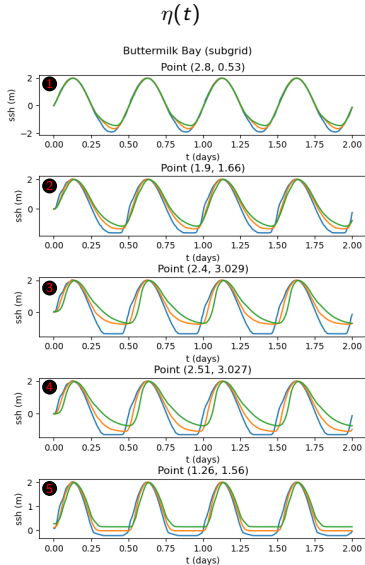 η(t)
Buttermilk Bay (subgrid)
Point (2.8, 0.53)
1
2
0
−2
ssh (m)
0.00 0.25 0.50 0.75 1.00 1.25 1.50 1.75 2.00
t (days)
Point (1.9, 1.66)
2
2
0
ssh (m)
0.00 0.25 0.50 0.75 1.00 1.25 1.50 1.75 2.00
t (days)
Point (2.4, 3.029)
3
2
0
ssh (m)
0.00 0.25 0.50 0.75 1.00 1.25 1.50 1.75 2.00
t (days)
Point (2.51, 3.027)
4
2
0
ssh (m)
0.00 0.25 0.50 0.75 1.00 1.25 1.50 1.75 2.00
t (days)
Point (1.26, 1.56)
5
2
1
0
ssh (m)
0.00 0.25 0.50 0.75 1.00 1.25 1.50 1.75 2.00
t (days)